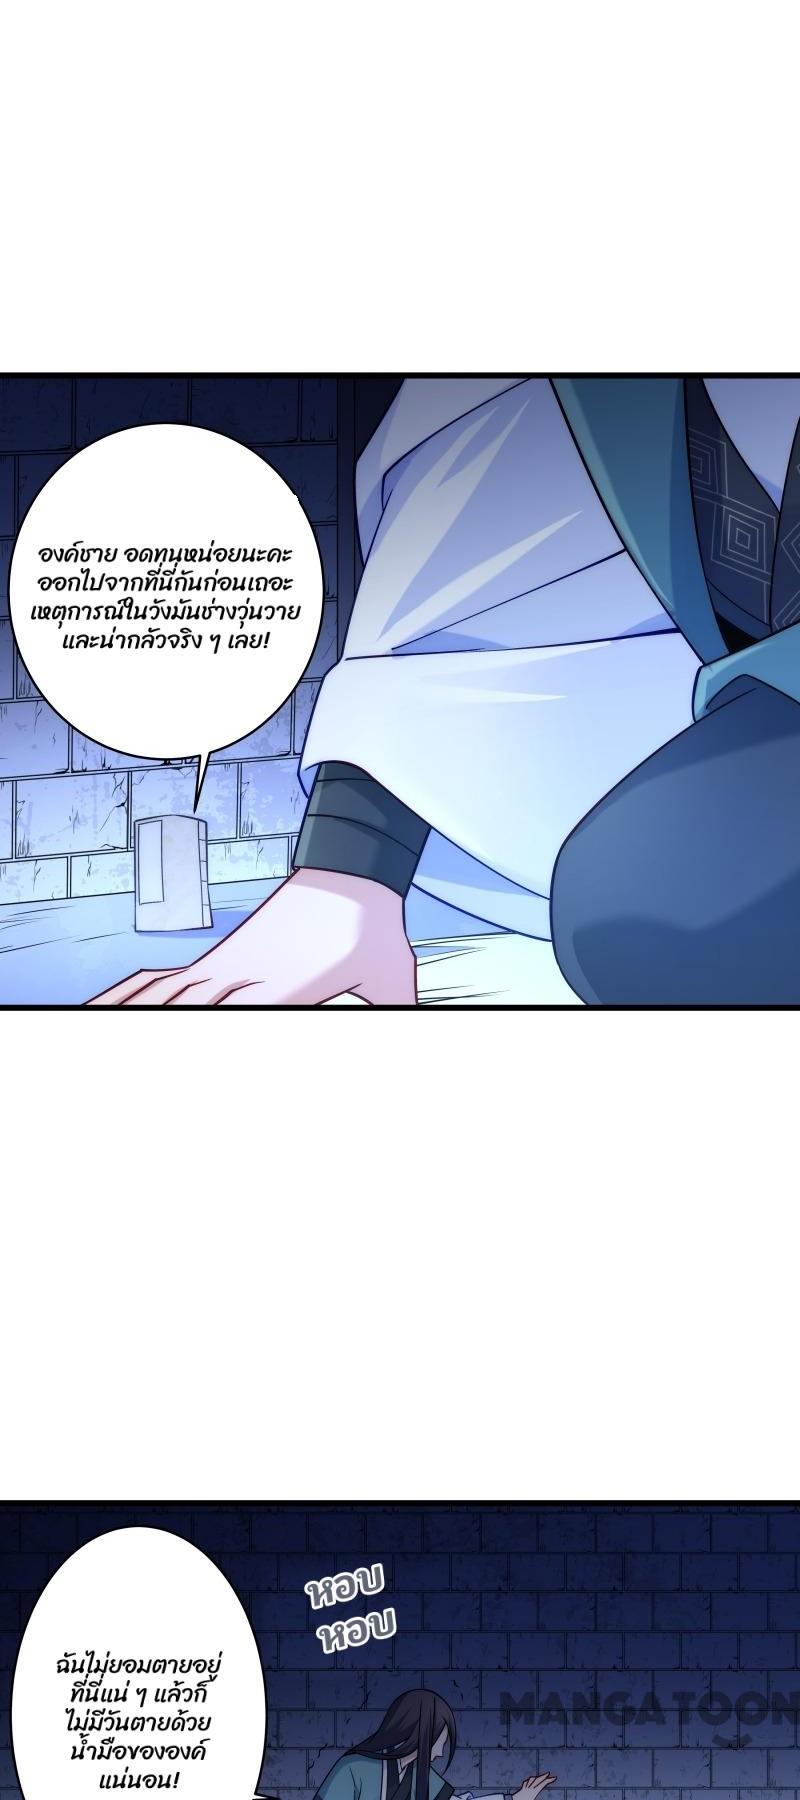 องค์ชาย อดทนหน่อยนะคะ
ออกไปจากที่นี่กันก่อนเถอะ
เหตุการณ์ในวังมันช่างวุ่นวาย
และน่ากลัวจริง ๆ เลย!
หอบ
หอบ
ฉันไม่ยอมตายอยู่
ที่นี่แน่ ๆ แล้วก็
ไม่มีวันตายด้วย
น้ำมือขององค์
แน่นอน!
MANGATOON